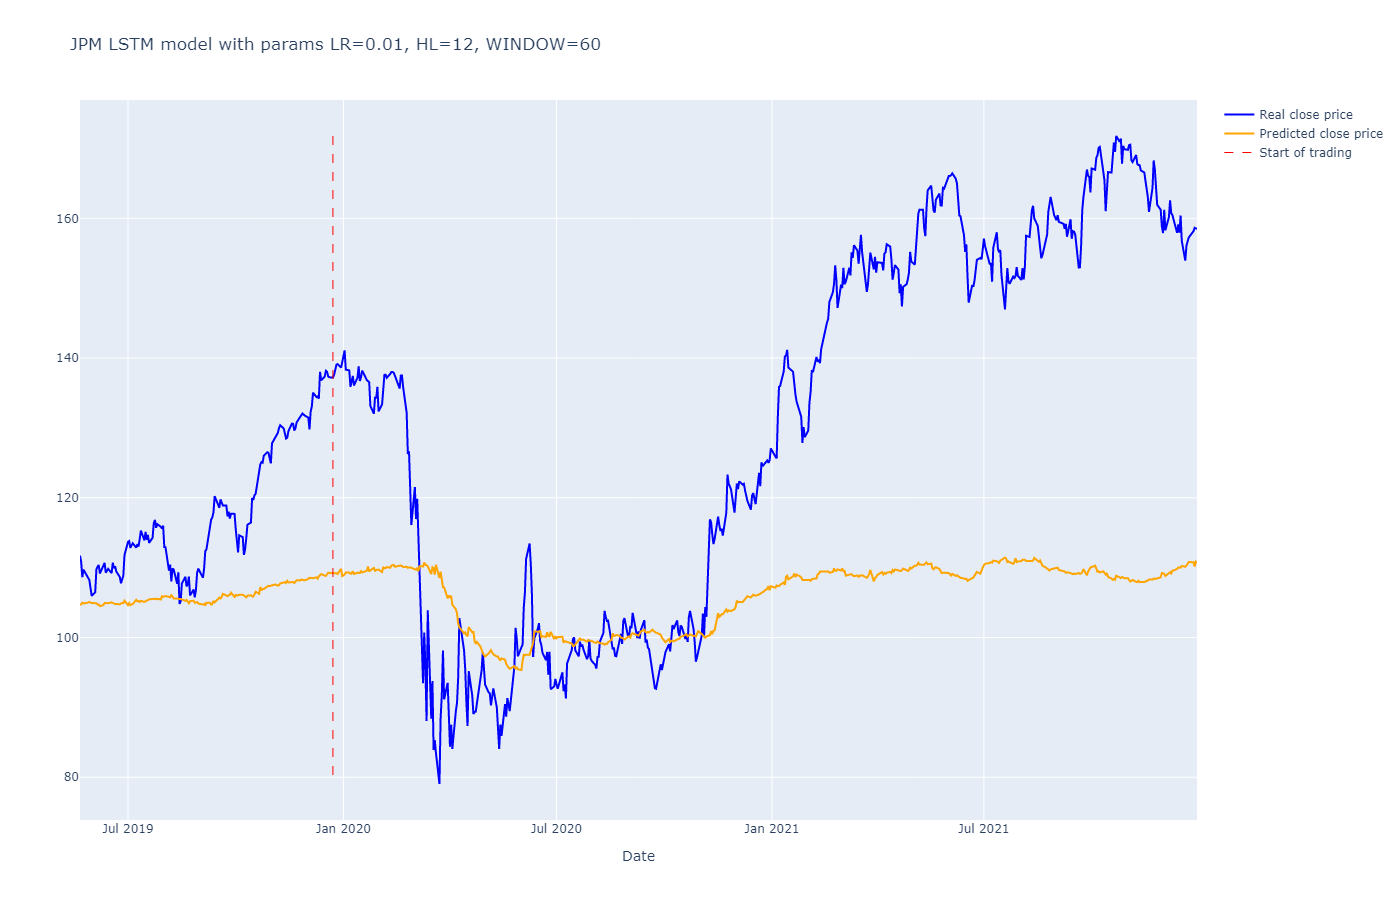 JPM LSTM model with params LR=0.01, HL=12, WINDOW=60
Real close price
Predicted close price
Start of trading
160
140
120
100
80
Jul 2019
Jan 2020
Jul 2020
Jan 2021
Jul 2021
Date